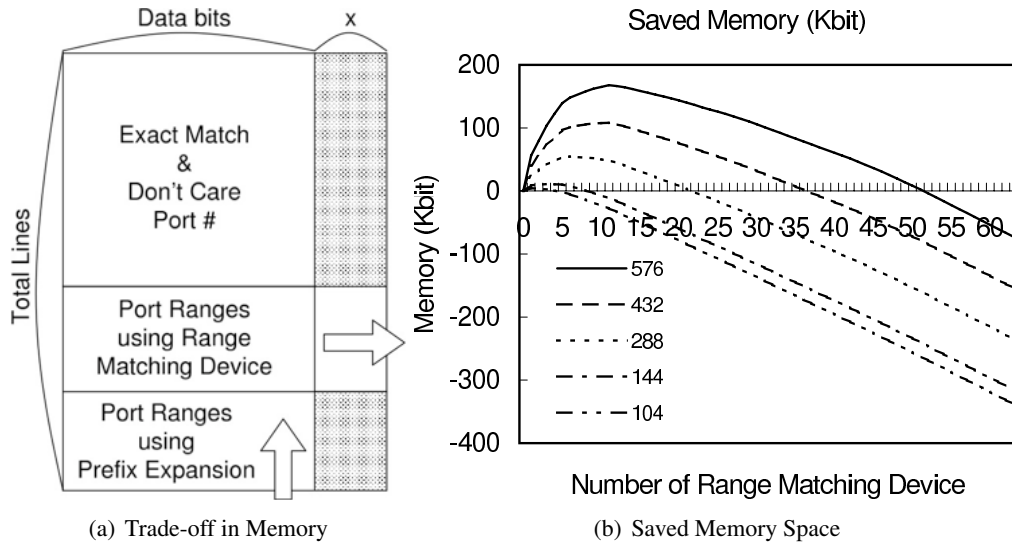 Data bits
x
Total Lines
Exact Match
&
Don't Care
Port #
Port Ranges
using Range
Matching Device
Port Ranges
using
Prefix Expansion
(a) Trade-off in Memory
Saved Memory (Kbit)
Memory (Kbit)
200
100
0
-100
-200
-300
-400
0 5 10 15 20 25 30 35 40 45 50 55 60
576
432
288
144
104
Number of Range Matching Device
(b) Saved Memory Space